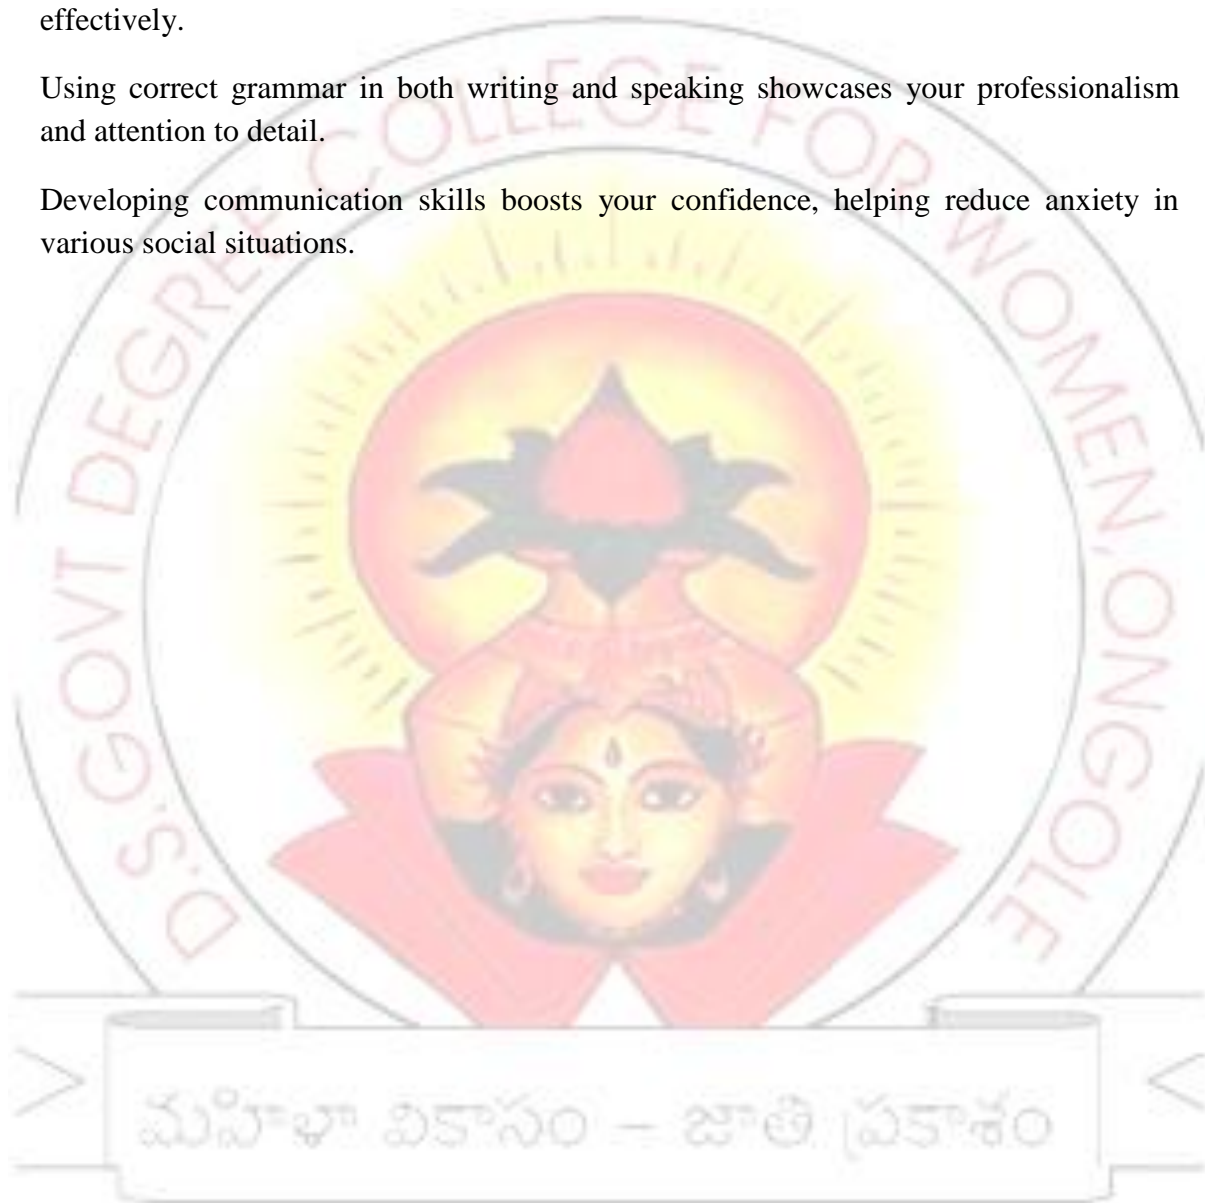 effectively.
Using correct grammar in both writing and speaking showcases your professionalism
and attention to detail.
Developing communication skills boosts your confidence, helping reduce anxiety in
various social situations.
D.S.GOVT DEGREE COLLEGE FOR WOMEN, ONGOLE
మహిళా వికాసం – జాతి ప్రకాశం